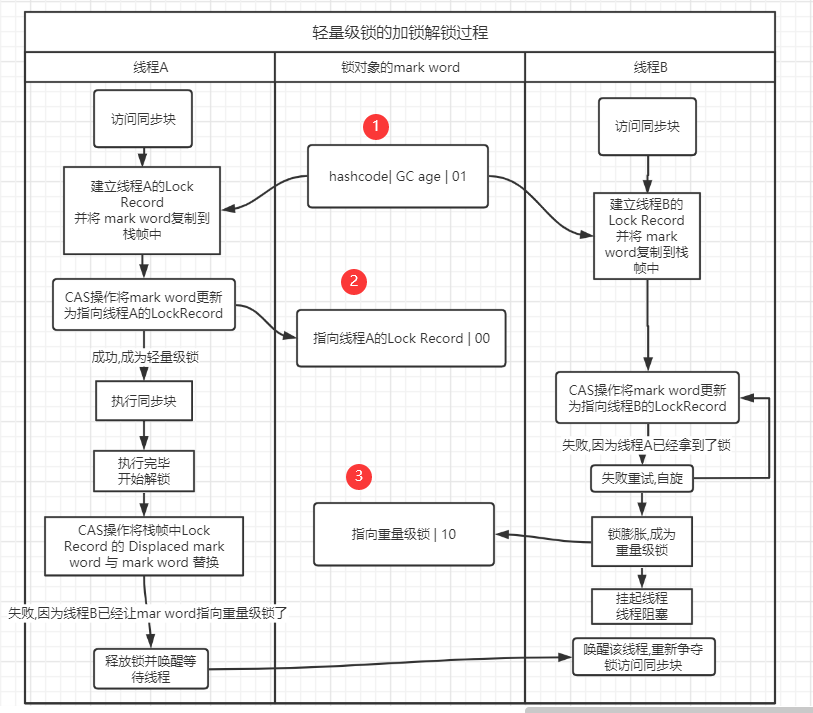 轻量级锁的加锁解锁过程
线程A
锁对象的mark word
线程B
访问同步块
建立线程A的Lock
Record
并将 mark word复制到
栈帧中
CAS操作将mark word更新
为指向线程A的LockRecord
成功,成为轻量级锁
执行同步块
执行完毕
开始解锁
CAS操作将栈帧中Lock
Record 的 Displaced mark
word 与 mark word 替换
失败,因为线程B已经让mar word指向重量级锁了
释放锁并唤醒等
待线程
1
hashcode| GC age | 01
2
指向线程A的Lock Record | 00
3
指向重量级锁 | 10
访问同步块
建立线程B的
Lock Record
并将 mark
word复制到栈
帧中
CAS操作将mark word更新
为指向线程B的LockRecord
失败,因为线程A已经拿到了锁
失败重试,自旋
锁膨胀,成为
重量级锁
挂起线程
线程阻塞
唤醒该线程,重新争夺
锁访问同步块